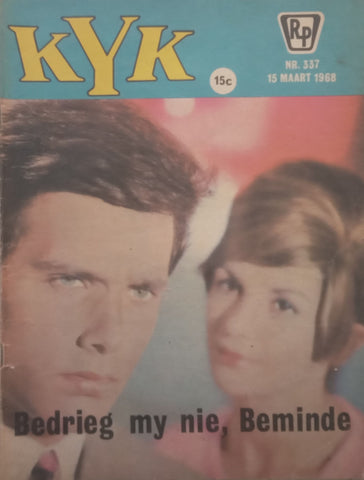 KYK
15c
RP
NR. 337
15 MAART 1968
Bedrieg my nie, Beminde